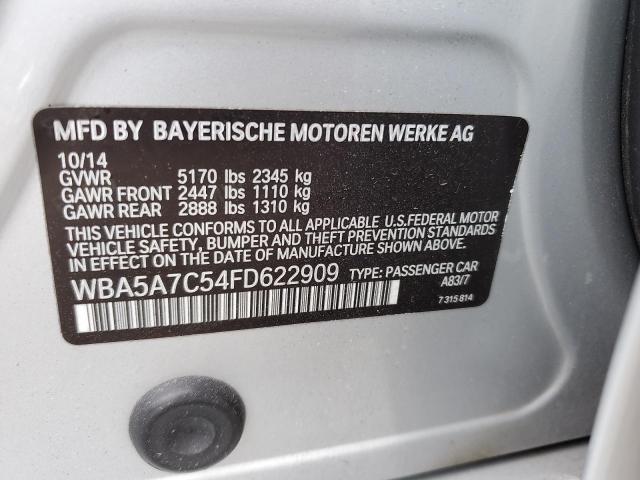 MFD BY BAYERISCHE MOTOREN WERKE AG
10/14
GVWR 5170 lbs 2345 kg
GAWR FRONT 2447 lbs 1110 kg
GAWR REAR 2888 lbs 1310 kg
THIS VEHICLE CONFORMS TO ALL APPLICABLE U.S.FEDERAL MOTOR
VEHICLE SAFETY, BUMPER AND THEFT PREVENTION STANDARDS
IN EFFECT ON THE DATE OF MANUFACTURE SHOWN ABOVE.
WBA5A7C54FD622909 TYPE: PASSENGER CAR
A83/7
7 315 814